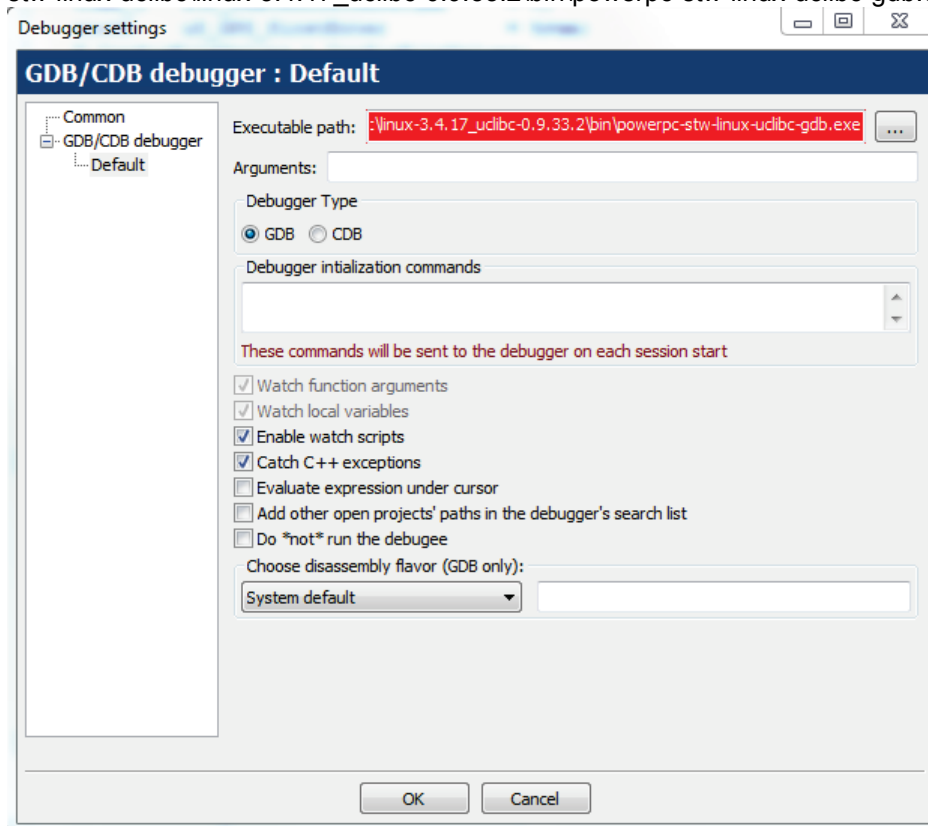 Debugger settings
GDB/CDB debugger : Default
Common
GDB/CDB debugger
Default
Executable path: :\linux-3.4.17_uclibc-0.9.33.2\bin\powerpc-stw-linux-uclibc-gdb.exe ...
Arguments:
Debugger Type
GDB CDB
Debugger intialization commands
These commands will be sent to the debugger on each session start
Watch function arguments
Watch local variables
Enable watch scripts
Catch C++ exceptions
Evaluate expression under cursor
Add other open projects' paths in the debugger's search list
Do *not* run the debugee
Choose disassembly flavor (GDB only):
System default
OK Cancel